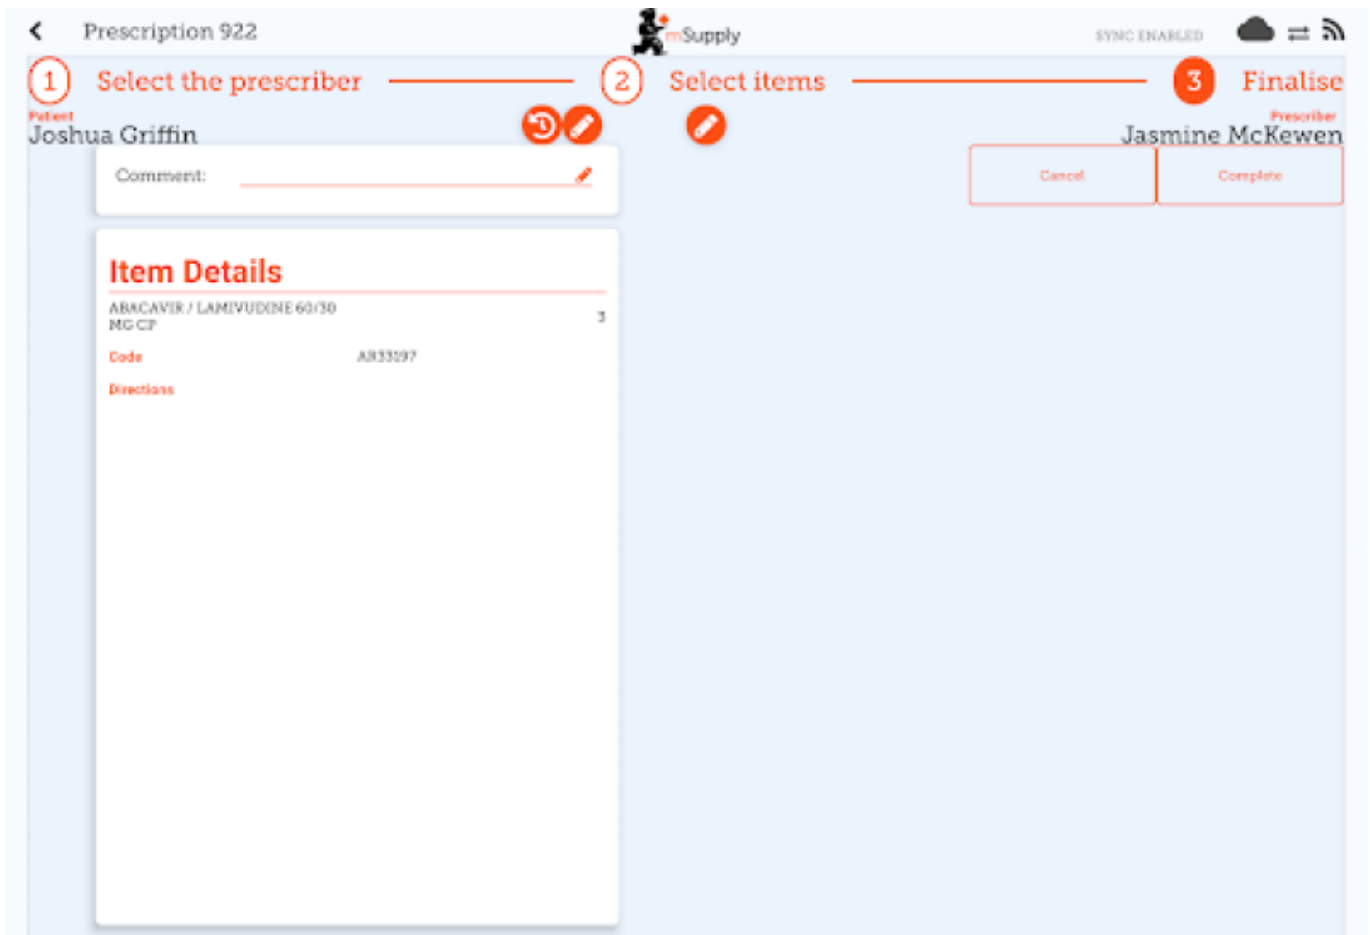 Prescription 922
mSupply
SYNC ENABLED
1 Select the prescriber
2 Select items
3 Finalise
Patient
Joshua Griffin
Prescriber
Jasmine McKewen
Comment:
Cancel
Complete
Item Details
ABACAVIR / LAMIVUDINE 60/30
MG CP
3
Code AR33197
Directions